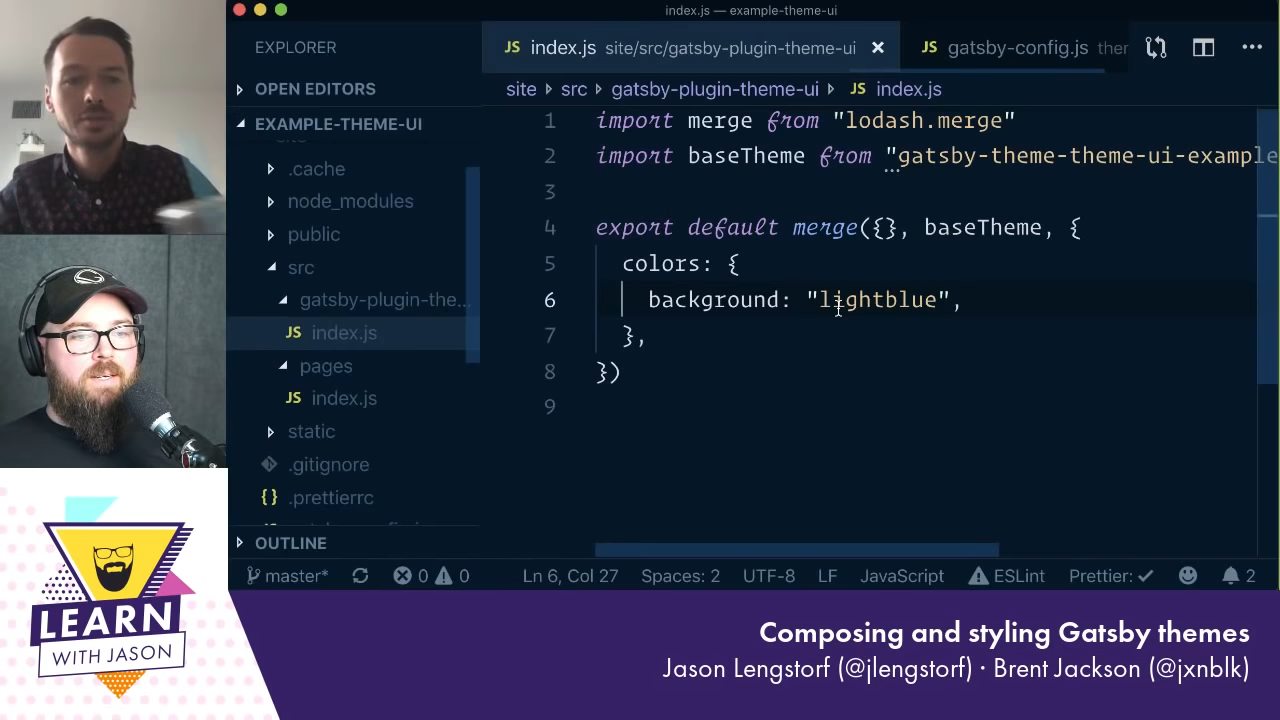 index.js — example-theme-ui
EXPLORER
OPEN EDITORS
EXAMPLE-THEME-UI
.cache
node_modules
public
src
gatsby-plugin-the...
JS index.js
pages
JS index.js
static
.gitignore
{ } .prettierrc
OUTLINE
JS index.js site/src/gatsby-plugin-theme-ui
JS gatsby-config.js ther
site src gatsby-plugin-theme-ui JS index.js
1 import merge from "lodash.merge"
2 import baseTheme from "gatsby-theme-theme-ui-example
3
4 export default merge({}, baseTheme, {
5 colors: {
6 background: "lightblue",
7 },
8 })
9
master* 0 0 Ln 6, Col 27 Spaces: 2 UTF-8 LF JavaScript ESLint Prettier: 2
LEARN
WITH JASON
Composing and styling Gatsby themes
Jason Lengstorf (@jlengstorf) · Brent Jackson (@jxnblk)